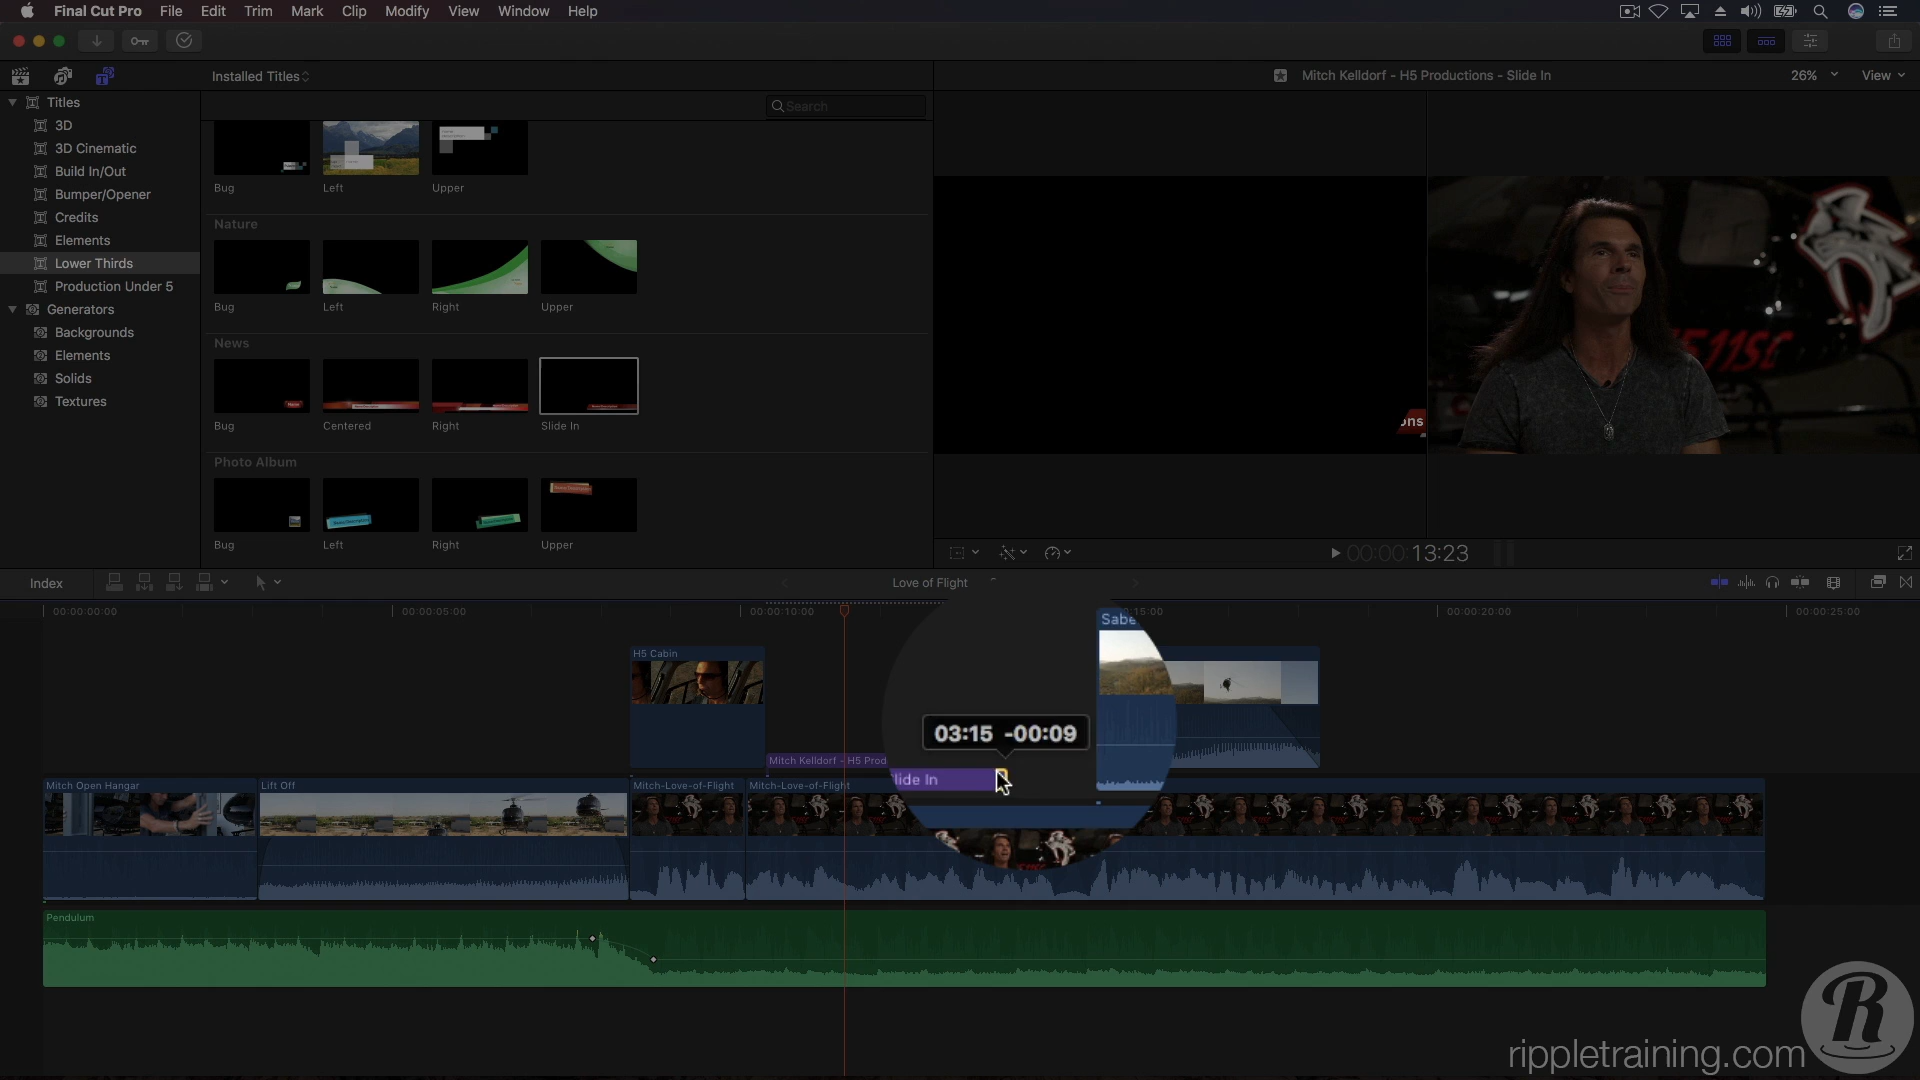 Final Cut Pro File Edit Trim Mark Clip Modify View Window Help
Installed Titles
Mitch Kelldorf - H5 Productions - Slide In
26%
View
Titles
3D
3D Cinematic
Build In/Out
Bumper/Opener
Credits
Elements
Lower Thirds
Production Under 5
Generators
Backgrounds
Elements
Solids
Textures
Search
Bug Left Upper
Nature
Bug Left Right Upper
News
Bug Centered Right Slide In
Photo Album
Bug Left Right Upper
ons
E11SC
00:00:13:23
Index
Love of Flight
00:00:00:00 00:00:05:00 00:00:10:00 :15:00 00:00:20:00 00:00:25:00
Sabe
H5 Cabin
03:15 -00:09
Mitch Kelldorf - H5 Prod
lide In
Mitch Open Hangar
Lift Off
Mitch-Love-of-Flight
Mitch-Love-of-Flight
Pendulum
R
rippletraining.com